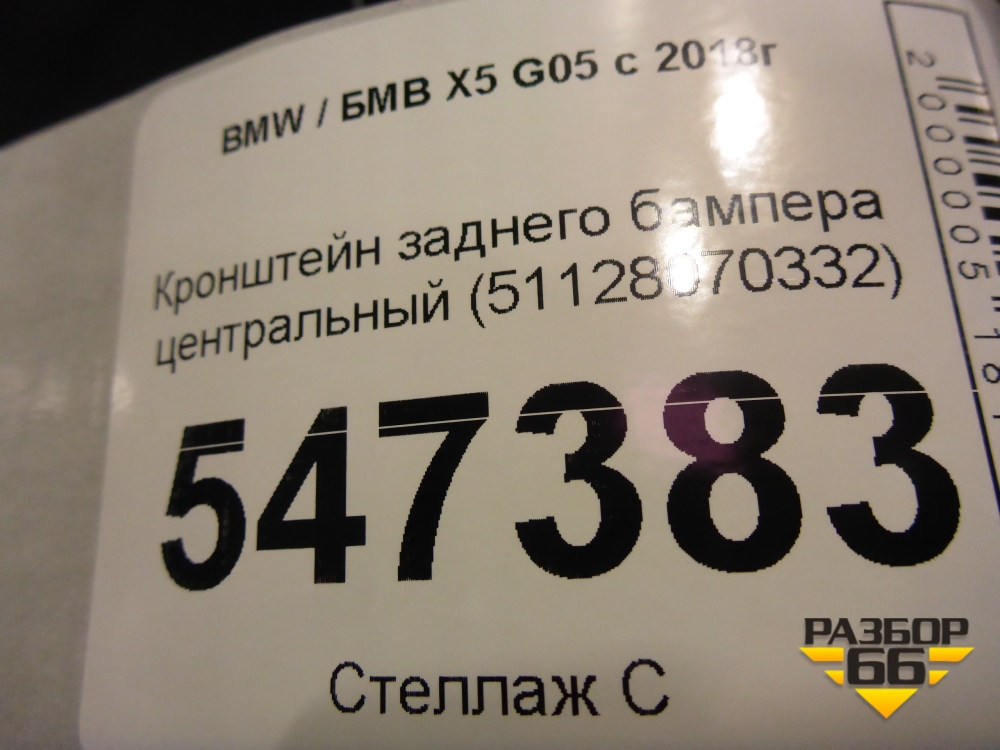 BMW / БМВ X5 G05 с 2018г
Кронштейн заднего бампера
центральный (51128070332)
547383
Стеллаж С
РАЗБОР
66